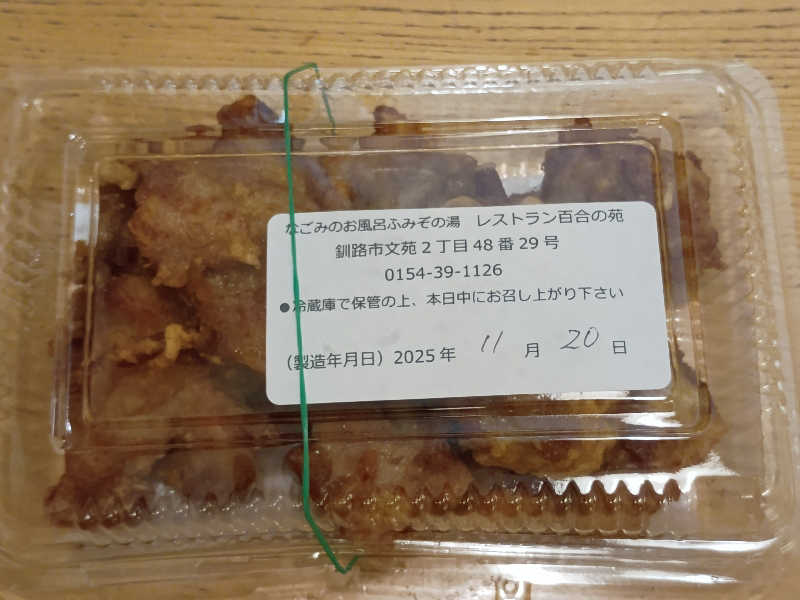 なごみのお風呂ふみぞの湯　レストラン百合の苑
釧路市文苑2丁目48番29号
0154-39-1126
●冷蔵庫で保管の上、本日中にお召し上がり下さい
（製造年月日）2025年 11 月 20 日